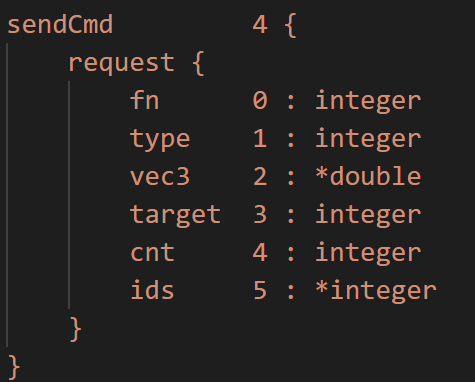 sendCmd 4 {
request {
fn 0 : integer
type 1 : integer
vec3 2 : *double
target 3 : integer
cnt 4 : integer
ids 5 : *integer
}
}